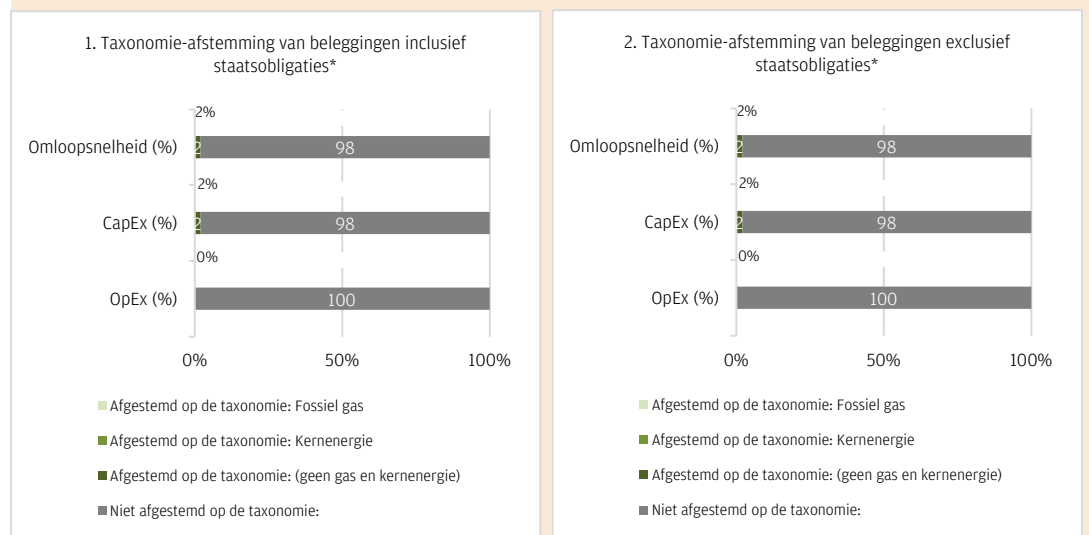 1. Taxonomie-afstemming van beleggingen inclusief
staatsobligaties*
2%
Omloopsnelheid (%) 2 98
2%
CapEx (%) 2 98
0%
OpEx (%) 100
0% 50% 100%
Afgestemd op de taxonomie: Fossiel gas
Afgestemd op de taxonomie: Kernenergie
Afgestemd op de taxonomie: (geen gas en kernenergie)
Niet afgestemd op de taxonomie:
2. Taxonomie-afstemming van beleggingen exclusief
staatsobligaties*
2%
Omloopsnelheid (%) 2 98
2%
CapEx (%) 2 98
0%
OpEx (%) 100
0% 50% 100%
Afgestemd op de taxonomie: Fossiel gas
Afgestemd op de taxonomie: Kernenergie
Afgestemd op de taxonomie: (geen gas en kernenergie)
Niet afgestemd op de taxonomie: